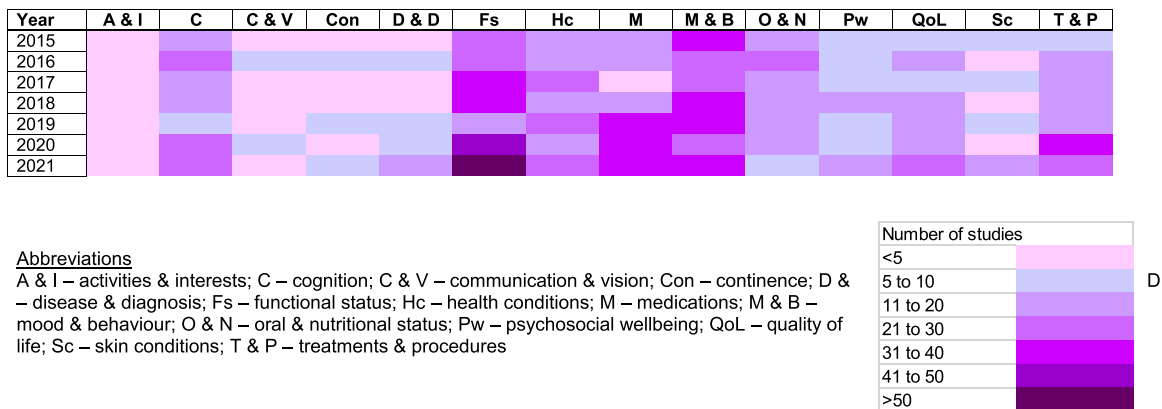 Year A & I C C & V Con D & D Fs Hc M M & B O & N Pw QoL Sc T & P
2015
2016
2017
2018
2019
2020
2021
Number of studies
<5
5 to 10
11 to 20
21 to 30
31 to 40
41 to 50
>50
Abbreviations
A & I – activities & interests; C – cognition; C & V – communication & vision; Con – continence; D & D
– disease & diagnosis; Fs – functional status; Hc – health conditions; M – medications; M & B –
mood & behaviour; O & N – oral & nutritional status; Pw – psychosocial wellbeing; QoL – quality of
life; Sc – skin conditions; T & P – treatments & procedures